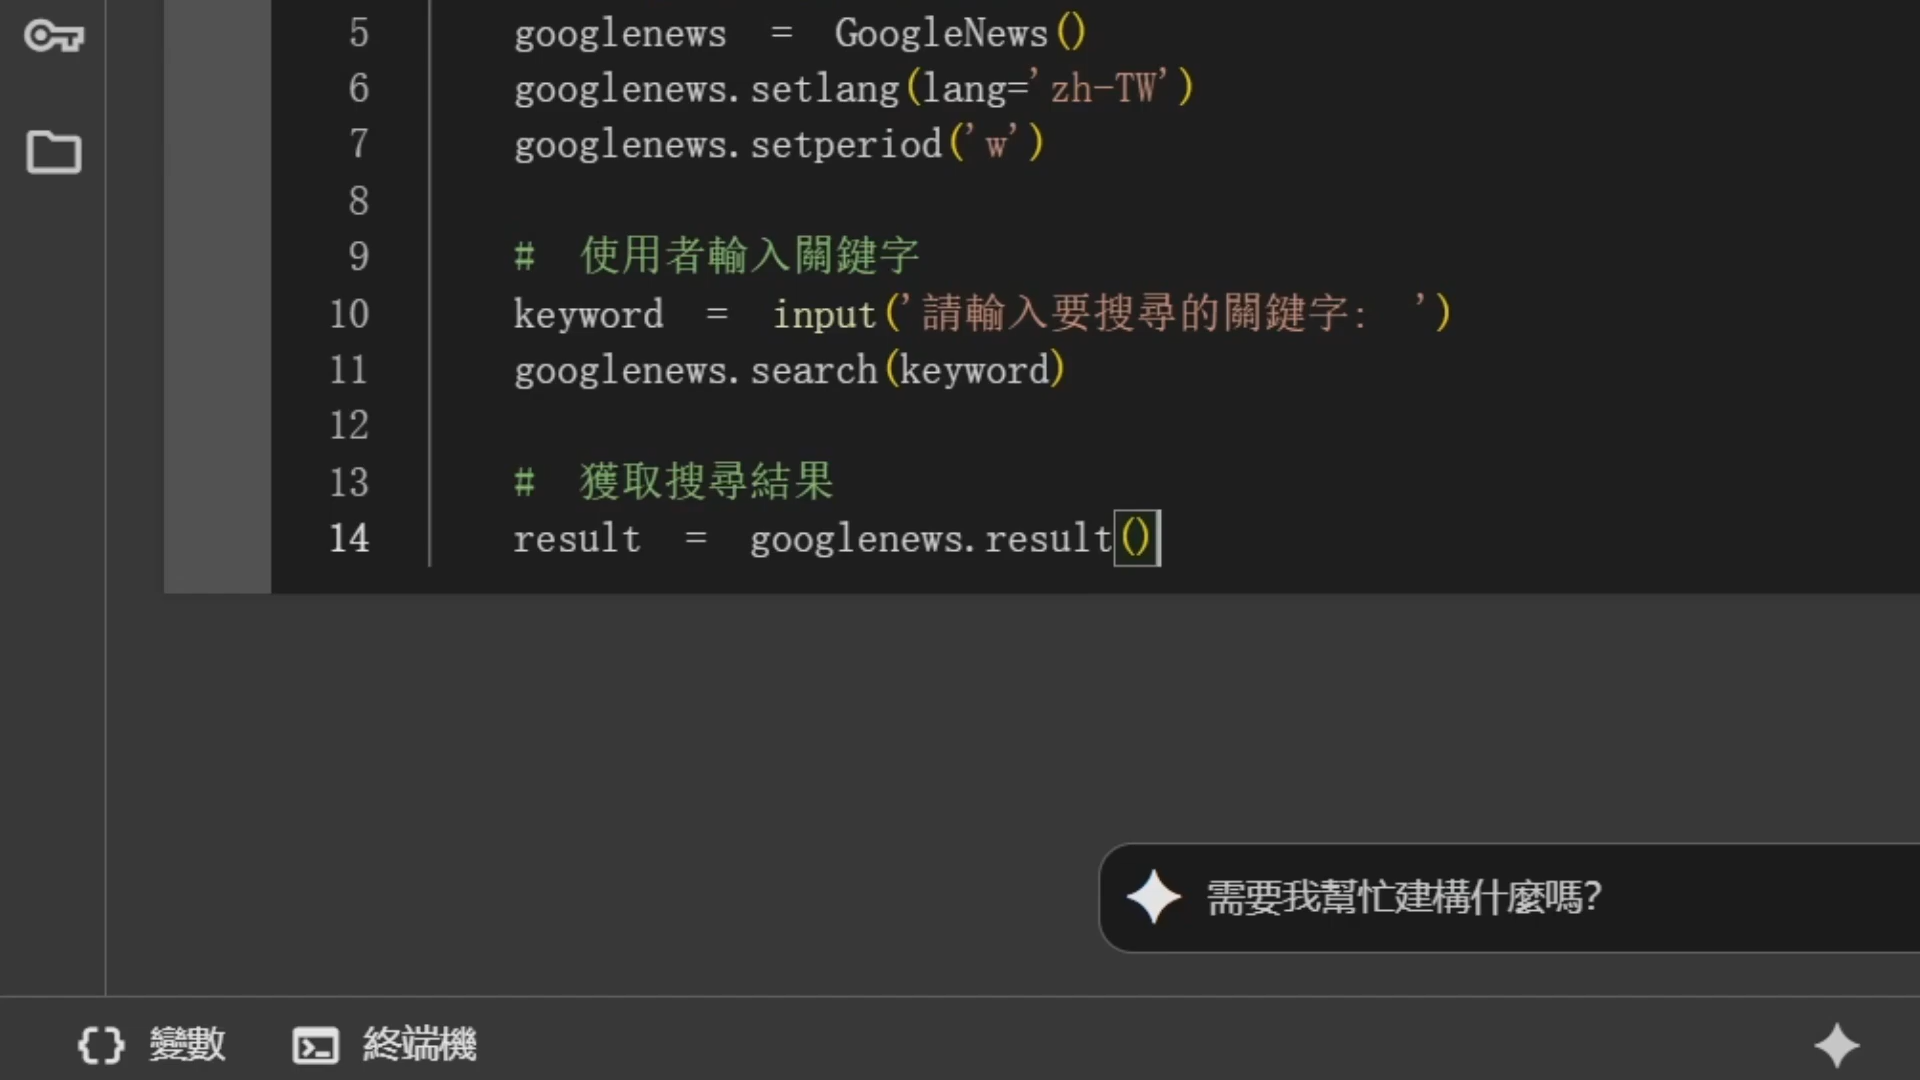 5 googlenews = GoogleNews()
6 googlenews.setlang(lang='zh-TW')
7 googlenews.setperiod('w')
8
9 # 使用者輸入關鍵字
10 keyword = input('請輸入要搜尋的關鍵字: ')
11 googlenews.search(keyword)
12
13 # 獲取搜尋結果
14 result = googlenews.result()
需要我幫忙建構什麼嗎?
{} 變數 終端機